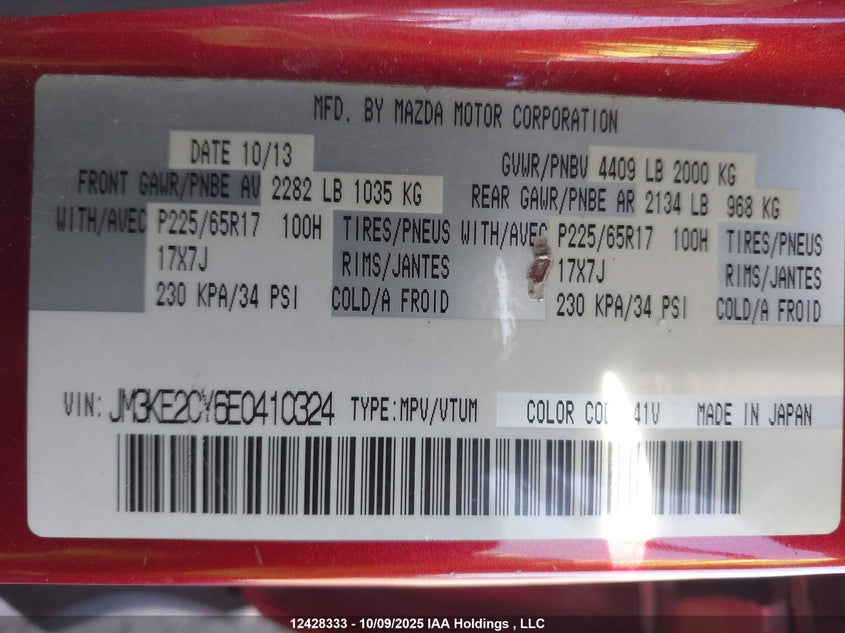 MFD. BY MAZDA MOTOR CORPORATION
DATE 10/13 GVWR/PNBV 4409 LB 2000 KG
FRONT GAWR/PNBE AV 2282 LB 1035 KG REAR GAWR/PNBE AR 2134 LB 968 KG
WITH/AVEC P225/65R17 100H TIRES/PNEUS WITH/AVEC P225/65R17 100H TIRES/PNEUS
17X7J RIMS/JANTES 17X7J RIMS/JANTES
230 KPA/34 PSI COLD/A FROID 230 KPA/34 PSI COLD/A FROID
VIN: JM3KE2CY6E0410324 TYPE:MPV/VTUM COLOR COD 41V MADE IN JAPAN
12428333 - 10/09/2025 IAA Holdings , LLC